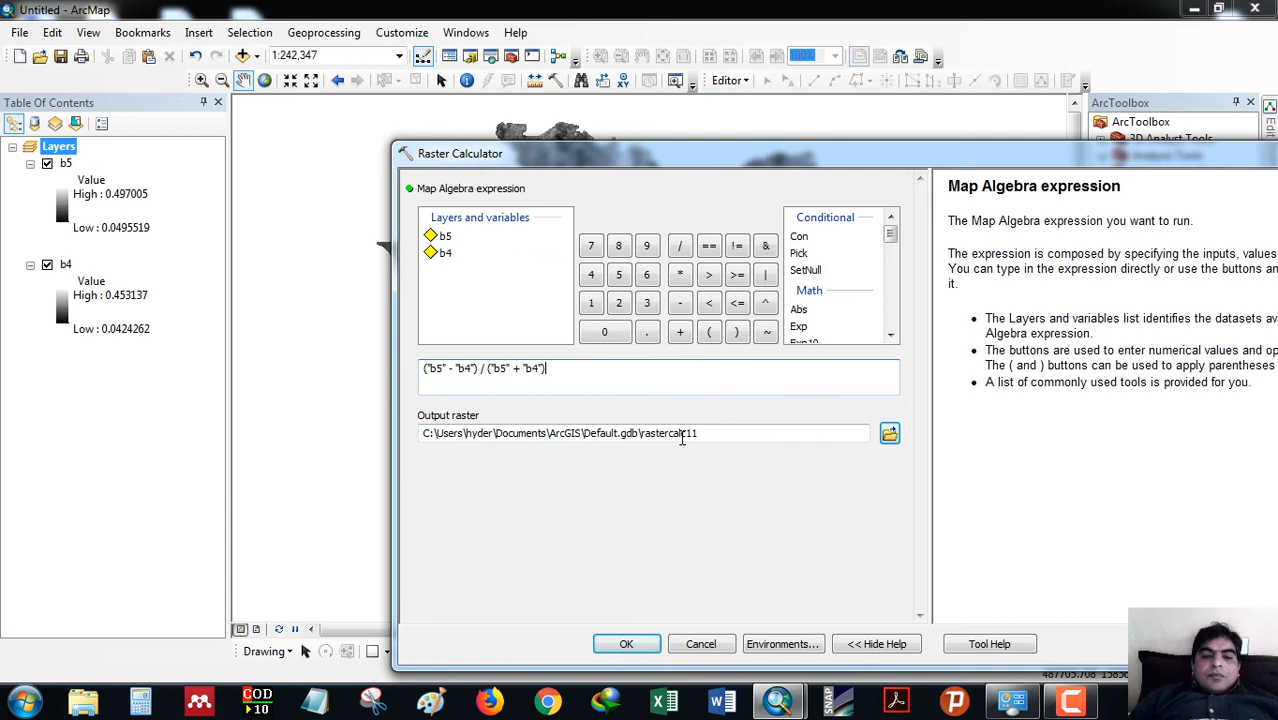 Untitled - ArcMap
File Edit View Bookmarks Insert Selection Geoprocessing Customize Windows Help
1:242,347
100%
Editor
Table Of Contents
ArcToolbox
ArcToolbox
3D Analyst Tools
Analysis Tools
Layers
b5
Value
High : 0.497005
Low : 0.0495519
b4
Value
High : 0.453137
Low : 0.0424262
Raster Calculator
Map Algebra expression
Layers and variables
b5
b4
7 8 9 / == != &
4 5 6 * > >= |
1 2 3 - < <= ^
0 . + ( ) ~
Conditional
Con
Pick
SetNull
Math
Abs
Exp
Exp10
("b5" - "b4") / ("b5" + "b4")
Output raster
C:\Users\hyder\Documents\ArcGIS\Default.gdb\rastercalc11
OK Cancel Environments... << Hide Help Tool Help
Map Algebra expression
The Map Algebra expression you want to run.
The expression is composed by specifying the inputs, values
You can type in the expression directly or use the buttons an
it.
The Layers and variables list identifies the datasets ava
Algebra expression.
The buttons are used to enter numerical values and op
The ( and ) buttons can be used to apply parentheses
A list of commonly used tools is provided for you.
Drawing
COD
10
SNAP